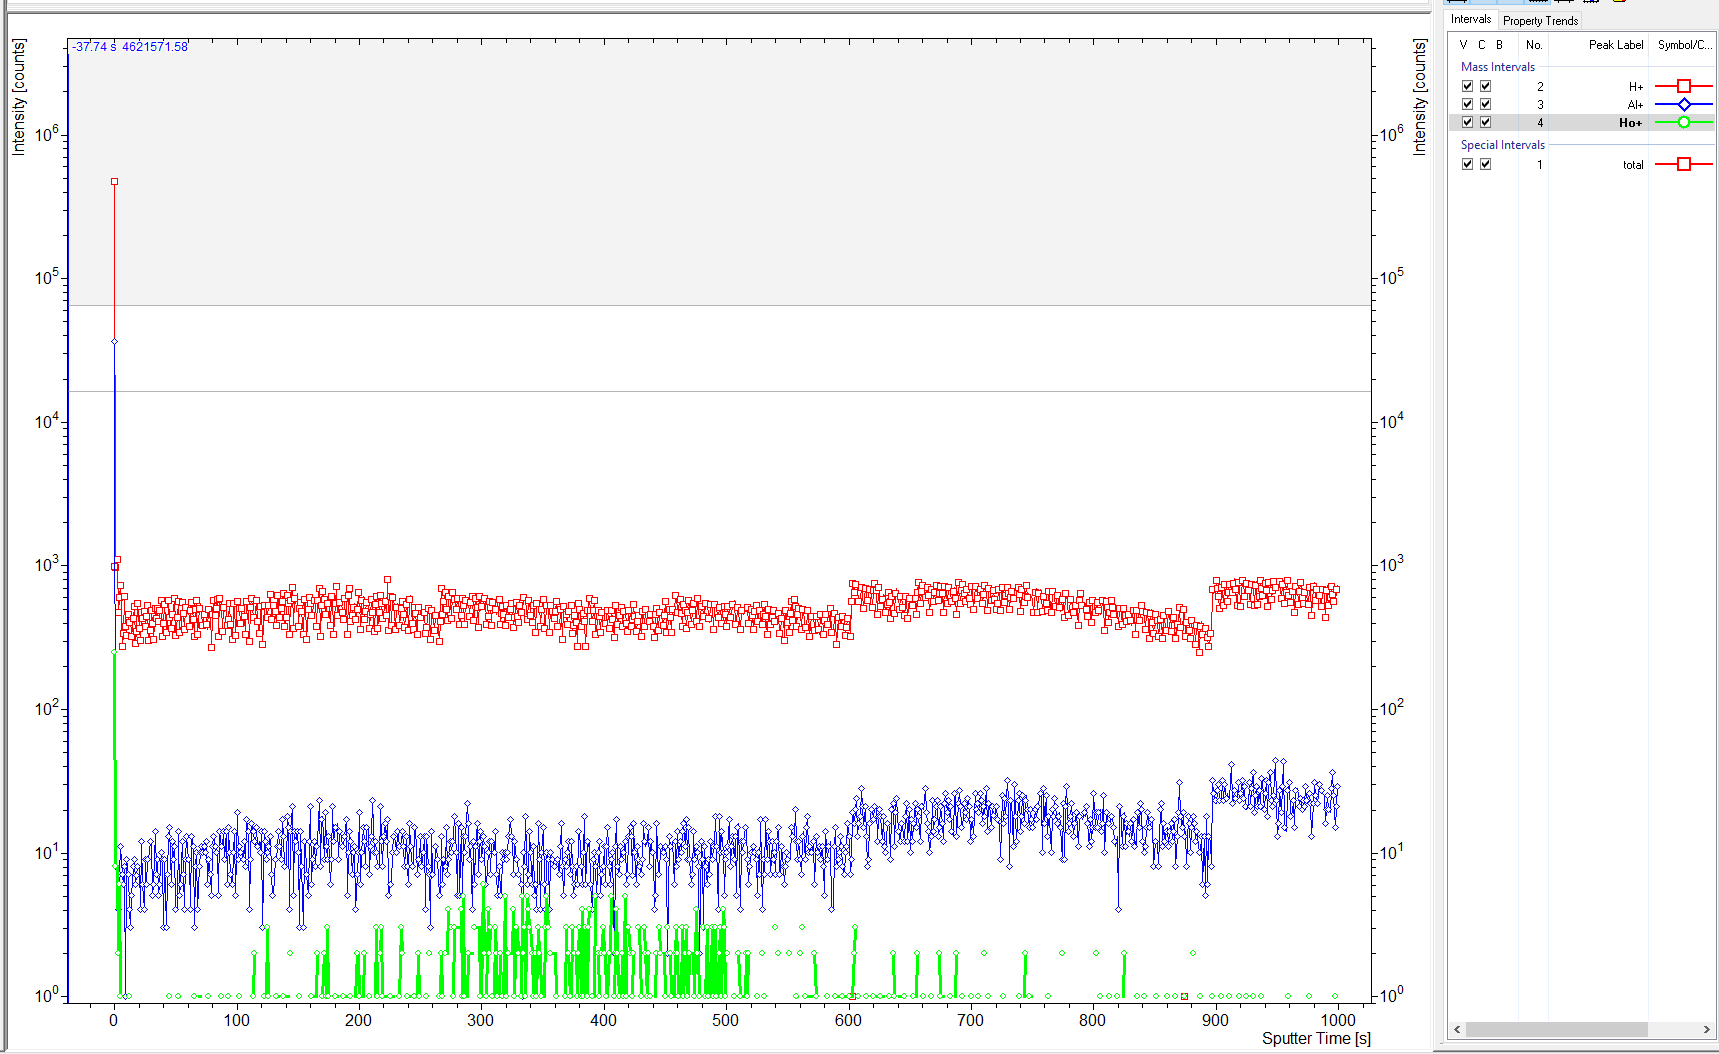 Intervals Property Trends
V C B No. Peak Label Symbol/C...
Mass Intervals
2 H+
3 Al+
4 Ho+
Special Intervals
1 total
-37.74 s 4621571.58
Intensity [counts]
10^6
10^5
10^4
10^3
10^2
10^1
10^0
Intensity [counts]
10^6
10^5
10^4
10^3
10^2
10^1
10^0
0 100 200 300 400 500 600 700 800 900 1000
Sputter Time [s]